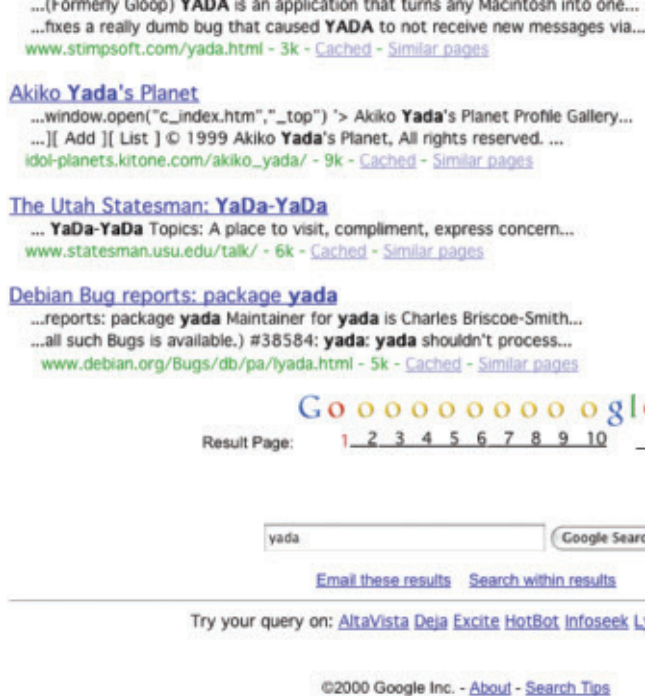 ...(Formerly Gloop) YADA is an application that turns any Macintosh into one...
...fixes a really dumb bug that caused YADA to not receive new messages via...
www.stimpsoft.com/yada.html - 3k - Cached - Similar pages
Akiko Yada's Planet
...window.open("c_index.htm","_top") '> Akiko Yada's Planet Profile Gallery...
...][ Add ][ List ] © 1999 Akiko Yada's Planet, All rights reserved. ...
idol-planets.kitone.com/akiko_yada/ - 9k - Cached - Similar pages
The Utah Statesman: YaDa-YaDa
... YaDa-YaDa Topics: A place to visit, compliment, express concern...
www.statesman.usu.edu/talk/ - 6k - Cached - Similar pages
Debian Bug reports: package yada
...reports: package yada Maintainer for yada is Charles Briscoe-Smith...
...all such Bugs is available.) #38584: yada: yada shouldn't process...
www.debian.org/Bugs/db/pa/lyada.html - 5k - Cached - Similar pages
G o o o o o o o o o o g l
Result Page: 1 2 3 4 5 6 7 8 9 10
yada Google Sear
Email these results Search within results
Try your query on: AltaVista Deja Excite HotBot Infoseek L
©2000 Google Inc. - About - Search Tips